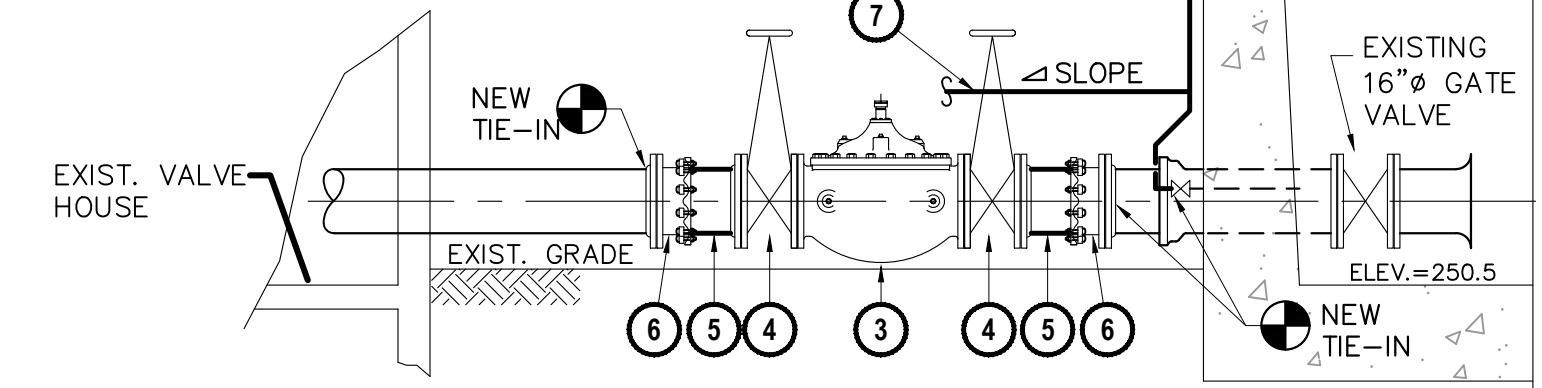 7
SLOPE
EXISTING
16"ø GATE
VALVE
NEW
TIE-IN
EXIST. VALVE
HOUSE
EXIST. GRADE
ELEV.=250.5
6 5 4 3 4 5 6
NEW
TIE-IN